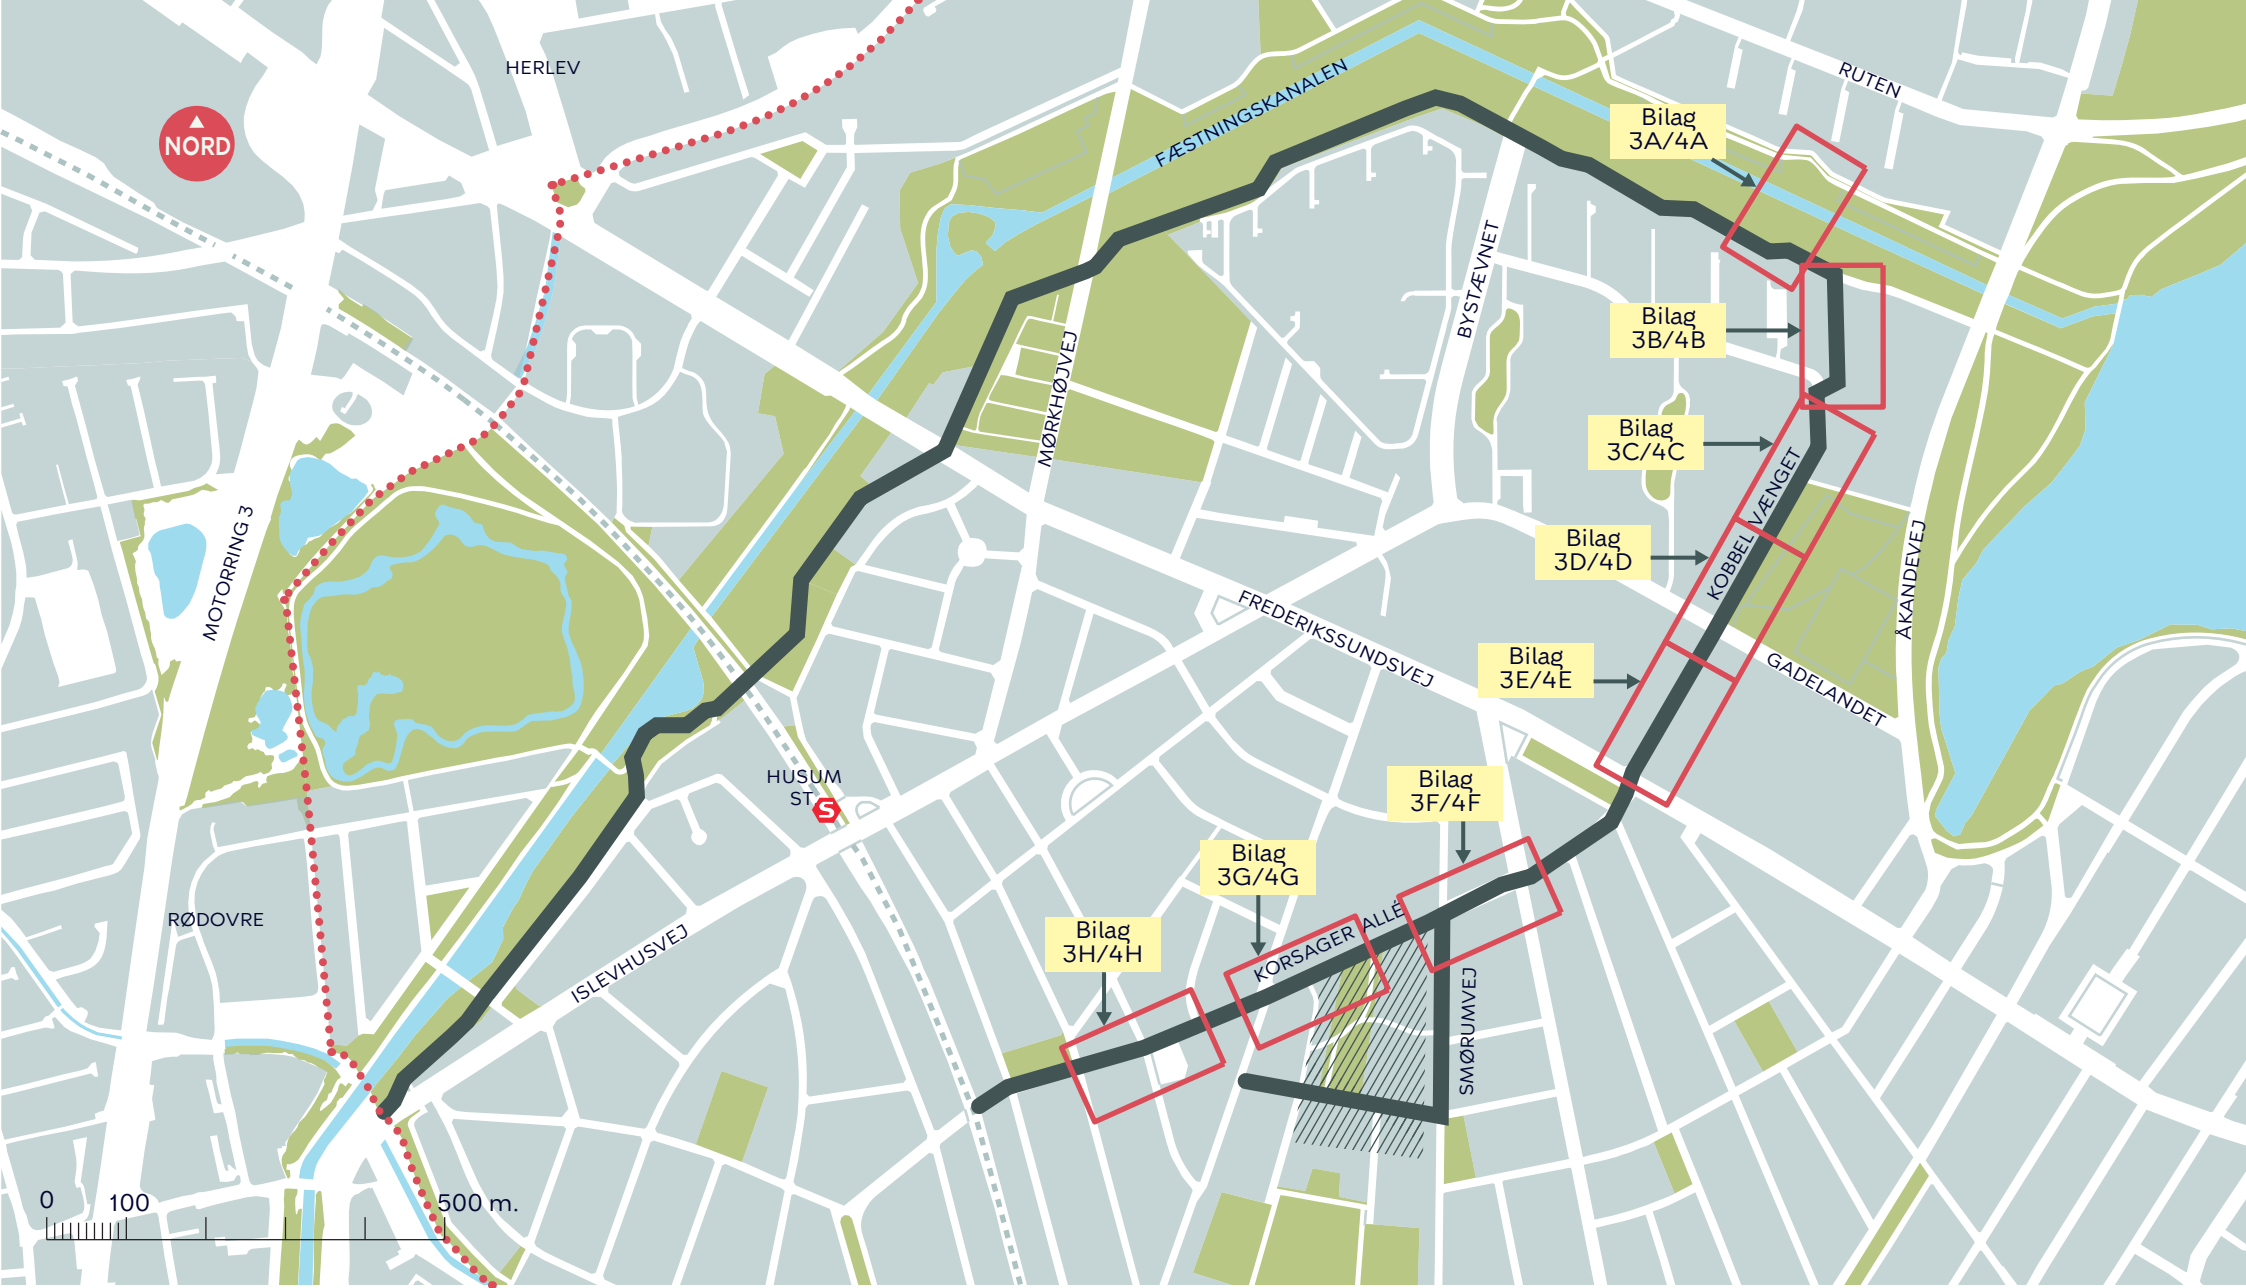 HERLEV
NORD
FÆSTNINGSKANALEN
RUTEN
Bilag
3A/4A
BYSTÆVNET
Bilag
3B/4B
MØRKHØJVEJ
Bilag
3C/4C
KOBBELVÆNGET
MOTORRING 3
Bilag
3D/4D
ÅKANDEVEJ
FREDERIKSSUNDSVEJ
Bilag
3E/4E
GADELANDET
HUSUM
ST.
S
Bilag
3F/4F
Bilag
3G/4G
RØDOVRE
ISLEVHUSVEJ
KORSAGER ALLÉ
Bilag
3H/4H
SMØRUMVEJ
0 100 500 m.